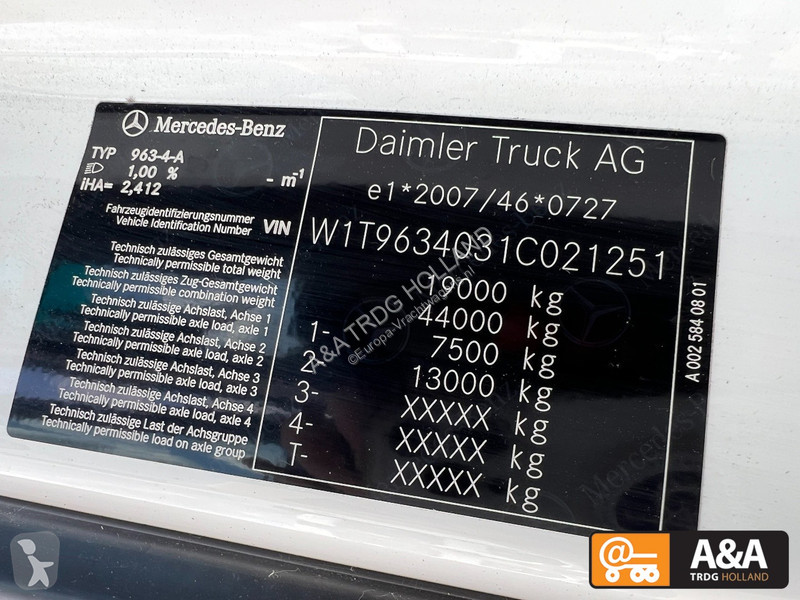 Mercedes-Benz
TYP 963-4-A
1,00 % - m⁻¹
iHA= 2,412
Fahrzeugidentifizierungsnummer
Vehicle Identification Number VIN
Technisch zulässiges Gesamtgewicht
Technically permissible total weight
Technisch zulässiges Zug-Gesamtgewicht
Technically permissible combination weight
Technisch zulässige Achslast, Achse 1
Technically permissible axle load, axle 1
Technisch zulässige Achslast, Achse 2
Technically permissible axle load, axle 2
Technisch zulässige Achslast, Achse 3
Technically permissible axle load, axle 3
Technisch zulässige Achslast, Achse 4
Technically permissible axle load, axle 4
Technisch zulässige Last der Achsgruppe
Technically permissible load on axle group
Daimler Truck AG
e1*2007/46*0727
W1T9634031C021251
19000 kg
44000 kg
1- 7500 kg
2- 13000 kg
3- XXXXX kg
4- XXXXX kg
T- XXXXX kg
A 002 584 08 01
A&A TRDG HOLLAND
©Europa-Vrachtwagen.nl
A&A
TRDG HOLLAND